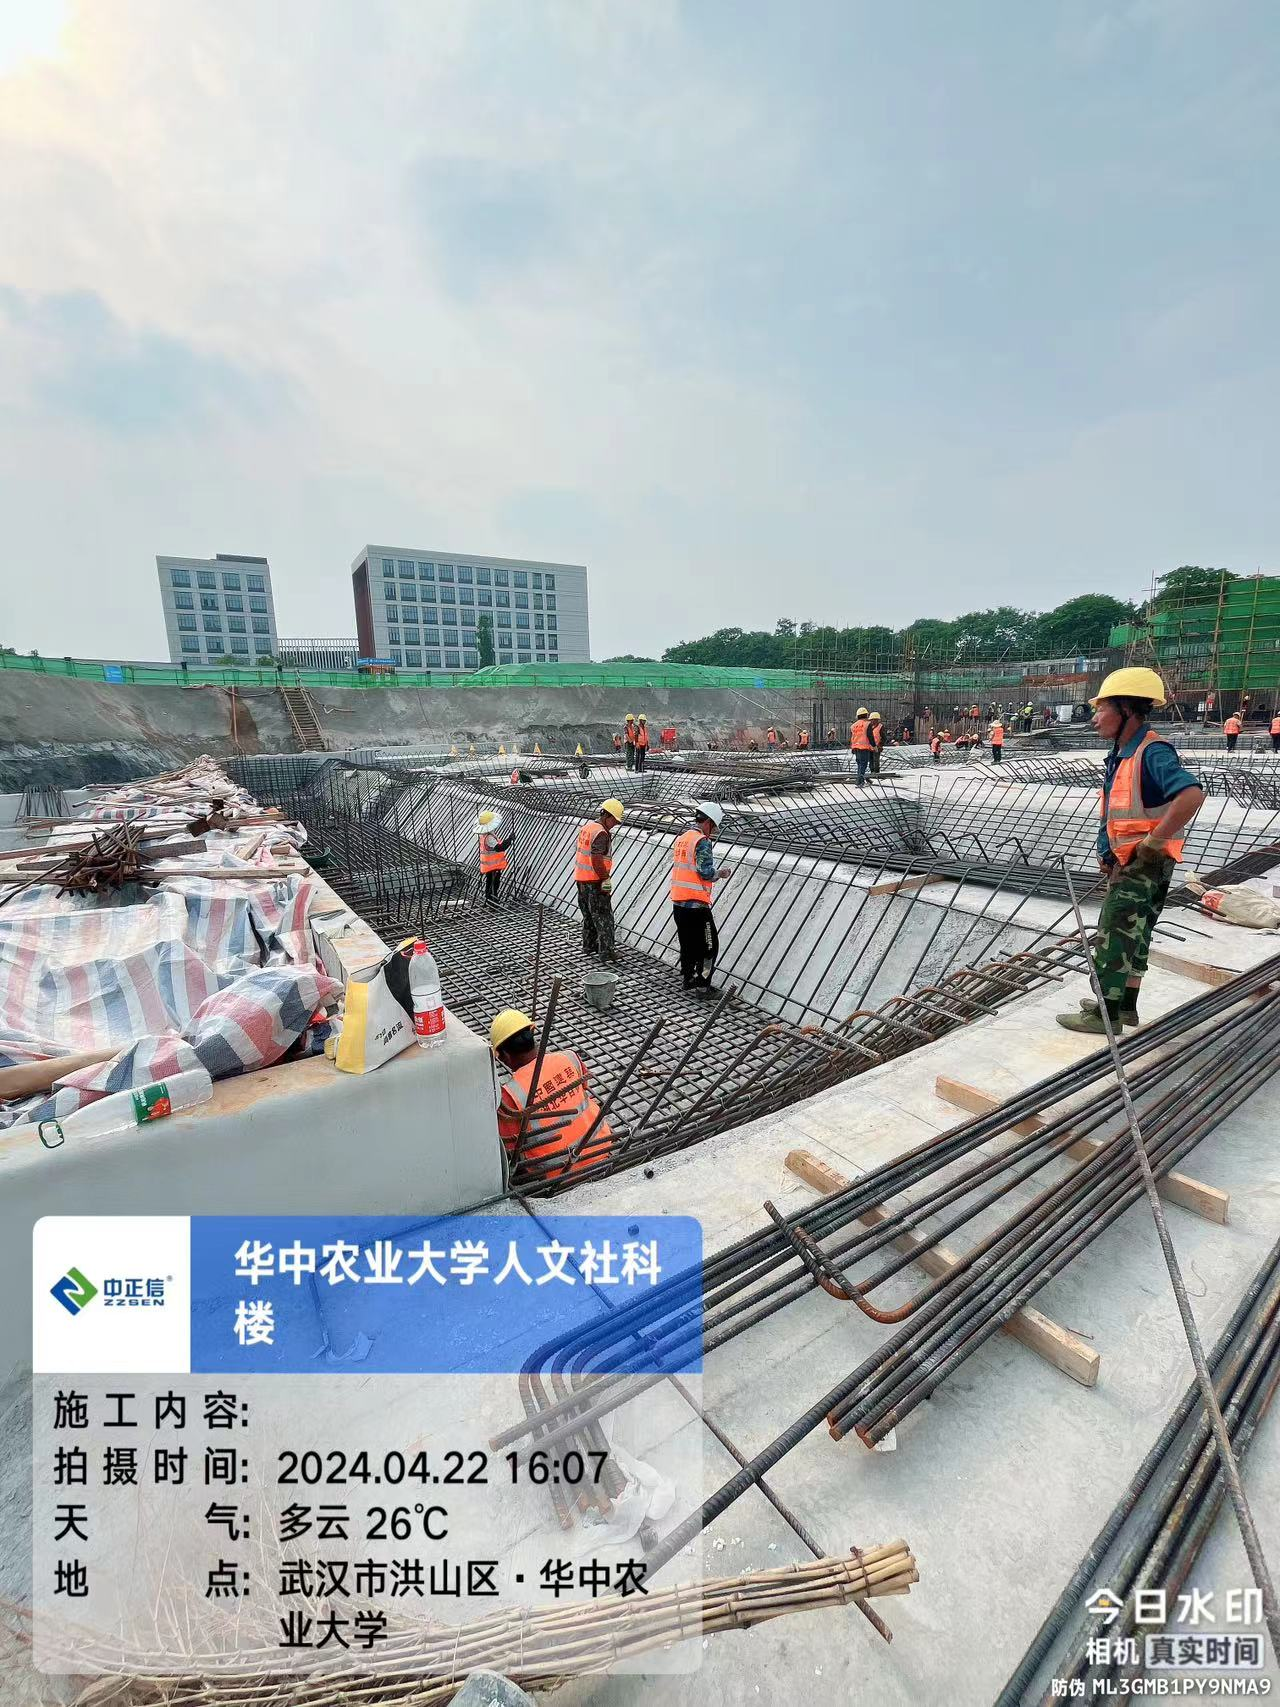 中正信®
ZZSEN
华中农业大学人文社科
楼
施工内容:
拍摄时间: 2024.04.22 16:07
天气: 多云 26℃
地点: 武汉市洪山区·华中农
业大学
今日水印
相机 真实时间
防伪 ML3GMB1PY9NMA9